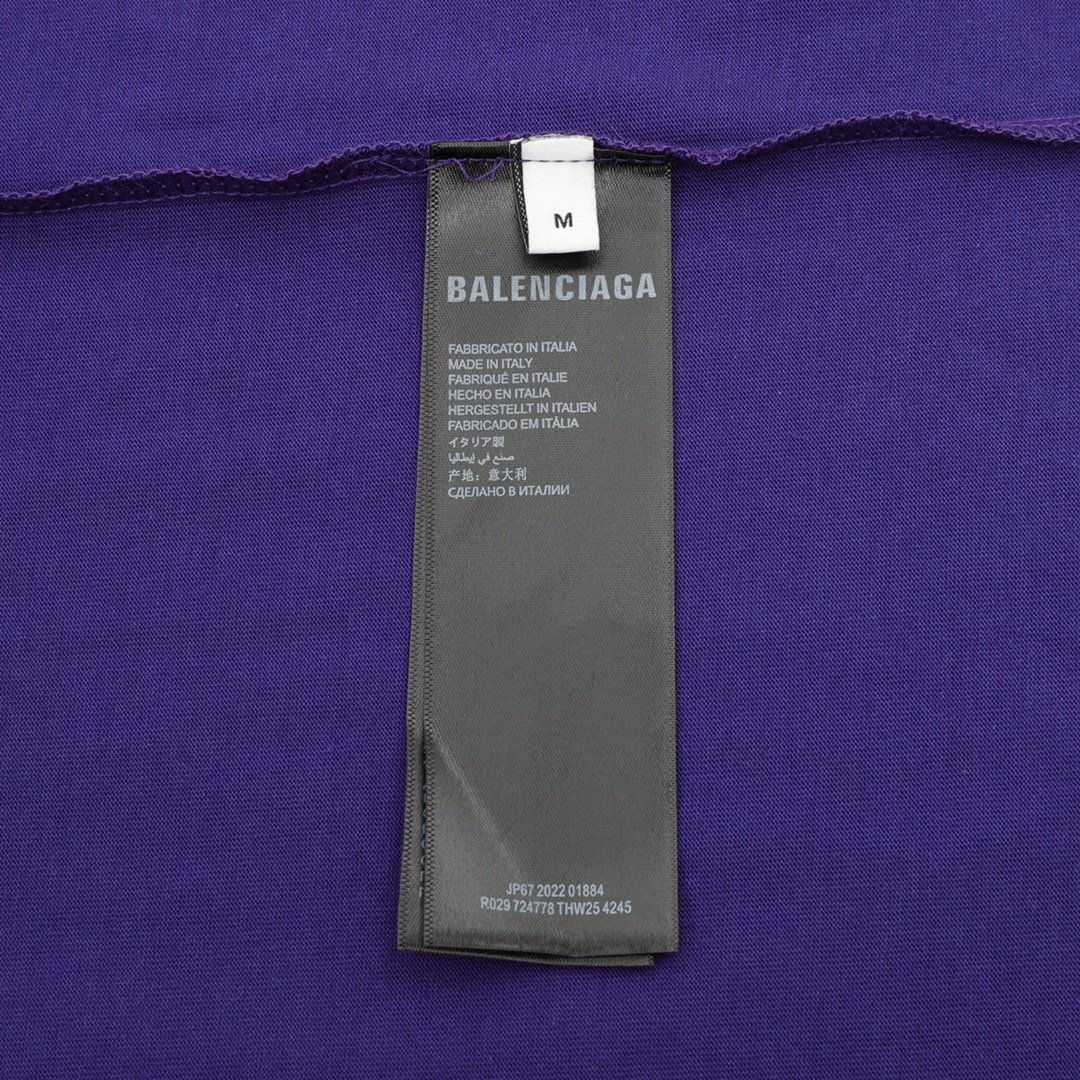 M
BALENCIAGA
FABBRICATO IN ITALIA
MADE IN ITALY
FABRIQUÉ EN ITALIE
HECHO EN ITALIA
HERGESTELLT IN ITALIEN
FABRICADO EM ITÀLIA
イタリア製
صنع في إيطاليا
产地：意大利
СДЕЛАНО В ИТАЛИИ
JP67 2022 01884
R029 724778 THW25 4245